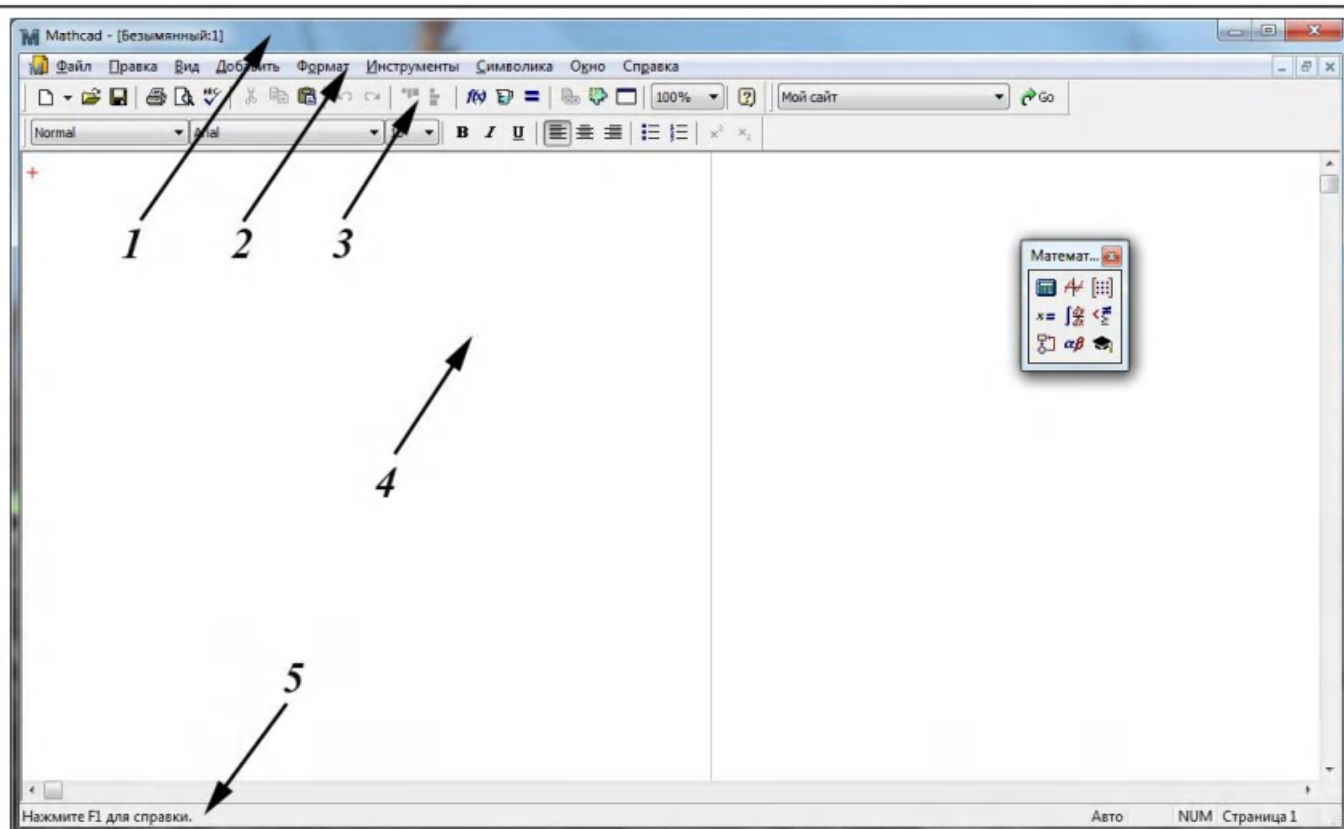 Mathcad - [Безымянный:1]
Файл Правка Вид Добавить Формат Инструменты Символика Окно Справка
100% Мой сайт Go
Normal Arial B I U
1 2 3
Математ...
4
5
Нажмите F1 для справки. Авто NUM Страница 1